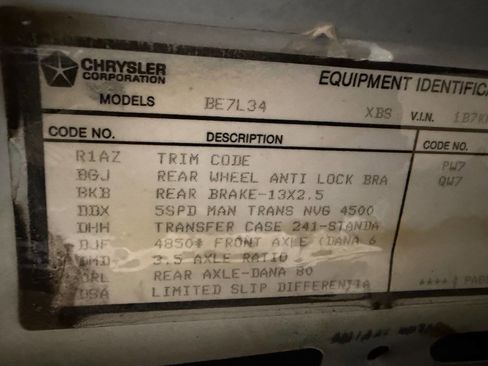 CHRYSLER
CORPORATION
EQUIPMENT IDENTIFICA
MODELS BE7L34 XBS V.I.N. 1B7K
CODE NO. DESCRIPTION CODE NO.
R1AZ TRIM CODE PW7
BGJ REAR WHEEL ANTI LOCK BRA QW7
BKB REAR BRAKE-13X2.5
DDX 5SPD MAN TRANS NVG 4500
DHH TRANSFER CASE 241-STANDA
DJF 4850# FRONT AXLE (DANA 6
DMD 3.5 AXLE RATIO
DRL REAR AXLE-DANA 80
DSA LIMITED SLIP DIFFERENTIA ****